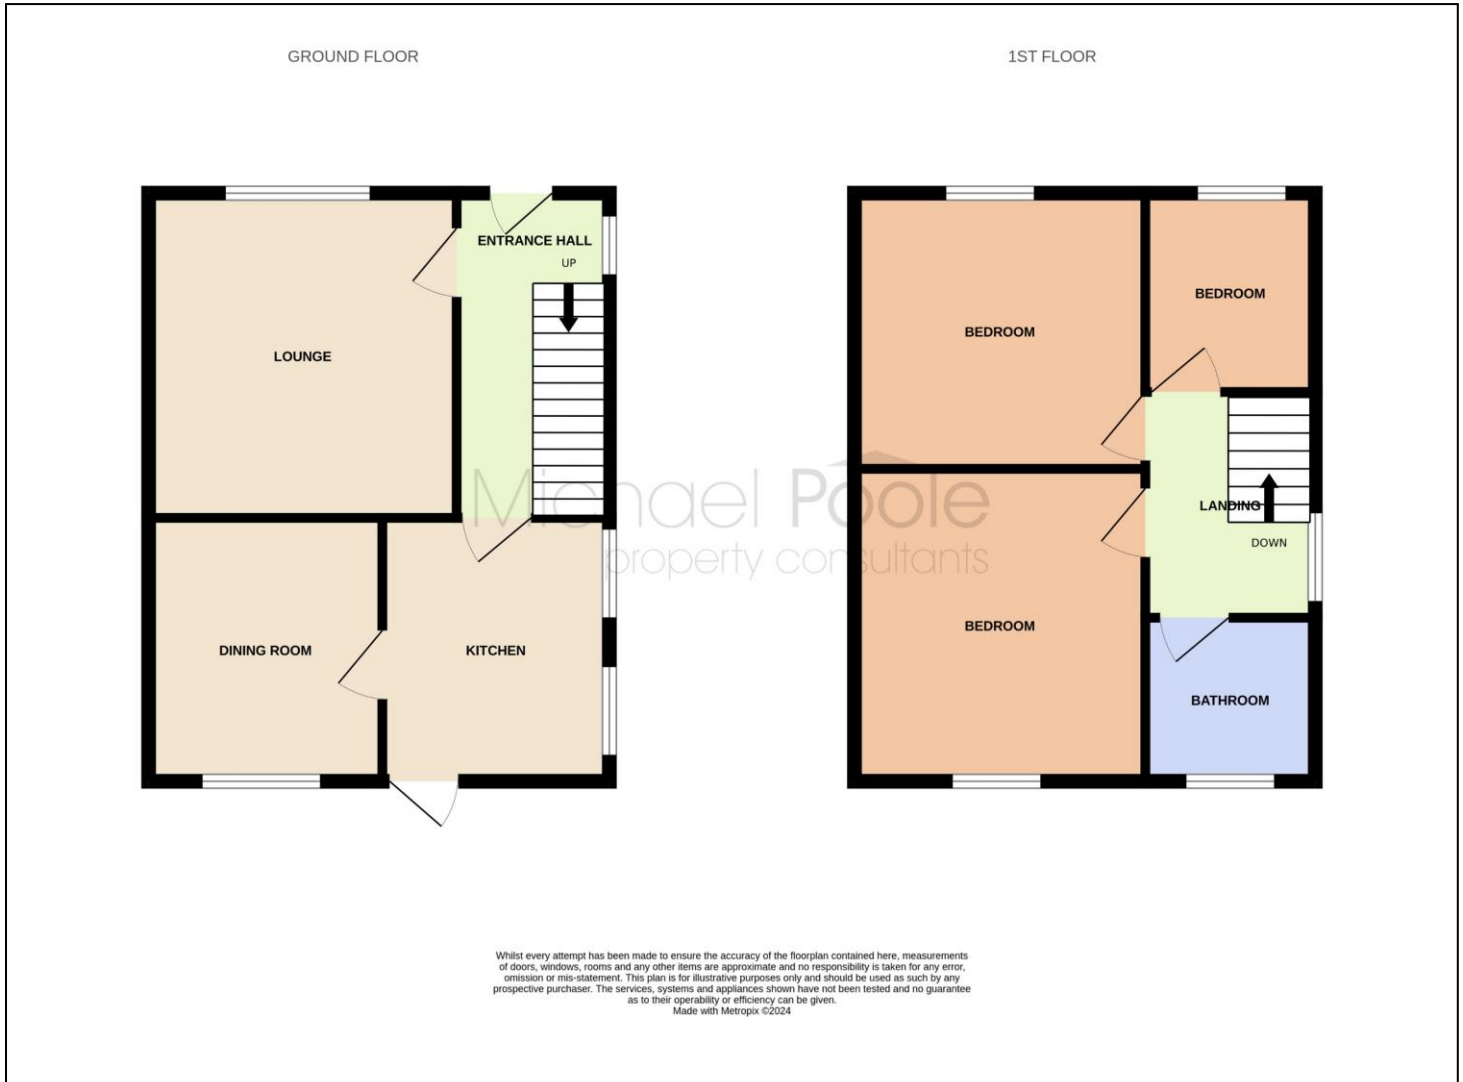 GROUND FLOOR
1ST FLOOR
ENTRANCE HALL
UP
LOUNGE
DINING ROOM
KITCHEN
BEDROOM
BEDROOM
LANDING
DOWN
BEDROOM
BATHROOM
Michael Poole
property consultants
Whilst every attempt has been made to ensure the accuracy of the floorplan contained here, measurements
of doors, windows, rooms and any other items are approximate and no responsibility is taken for any error,
omission or mis-statement. This plan is for illustrative purposes only and should be used as such by any
prospective purchaser. The services, systems and appliances shown have not been tested and no guarantee
as to their operability or efficiency can be given.
Made with Metropix ©2024